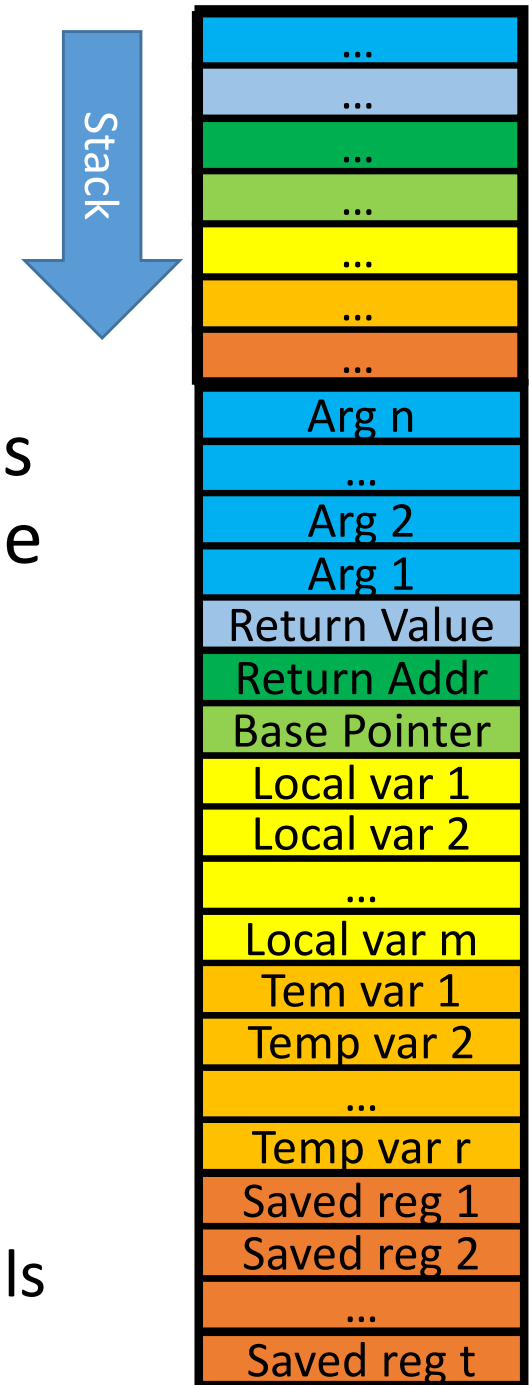 Stack
...
...
...
...
...
...
...
Arg n
...
Arg 2
Arg 1
Return Value
Return Addr
Base Pointer
Local var 1
Local var 2
...
Local var m
Tem var 1
Temp var 2
...
Temp var r
Saved reg 1
Saved reg 2
...
Saved reg t
s
e
ls